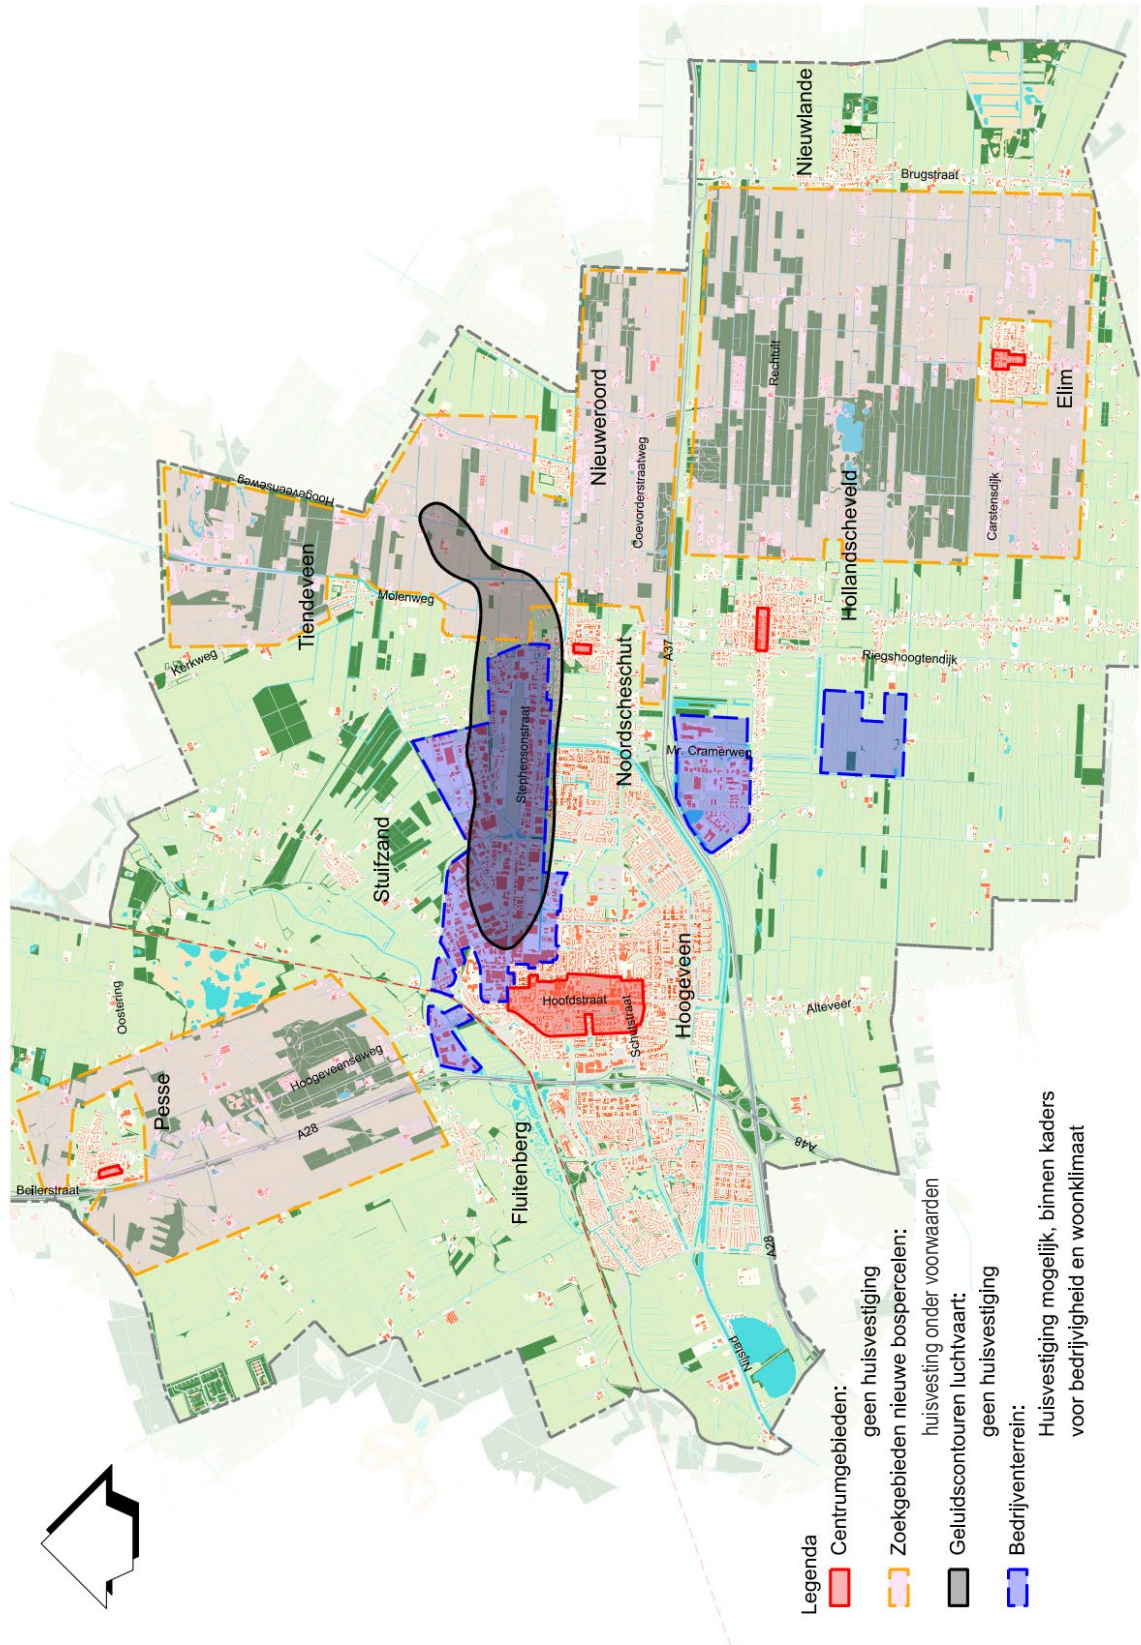 Nieuwlande
Brugstraat
Rechtuit
Elim
Nieuweroord
Coevorderstraatweg
Carstensdijk
Hollandscheveld
Hoogeveenseweg
Tiendeveen
Molenweg
Kerkweg
Noordscheschut
A37
Riegshoogtendijk
Stephensonstraat
Mr. Cramerweg
Stuifzand
Hoogeveen
Hoofdstraat
Schutstraat
Alteveer
Oostering
Pesse
Hoogeveenseweg
A28
Beilerstraat
Fluitenberg
A48
A28
Nijstad
Legenda
Centrumgebieden:
geen huisvestiging
Zoekgebieden nieuwe bospercelen:
huisvesting onder voorwaarden
Geluidscontouren luchtvaart:
geen huisvestiging
Bedrijventerrein:
Huisvestiging mogelijk, binnen kaders
voor bedrijvigheid en woonklimaat